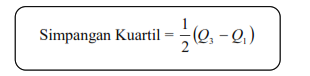 Simpangan Kuartil = 1/2 (Q₃ − Q₁)